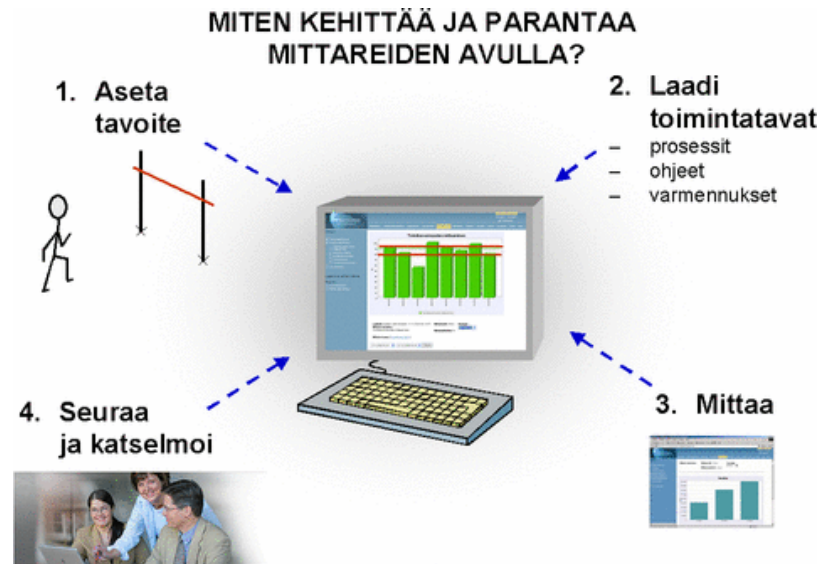 MITEN KEHITTÄÄ JA PARANTAA
MITTAREIDEN AVULLA?
1. Aseta
tavoite
2. Laadi
toimintatavat
– prosessit
– ohjeet
– varmennukset
3. Mittaa
4. Seuraa
ja katselmoi